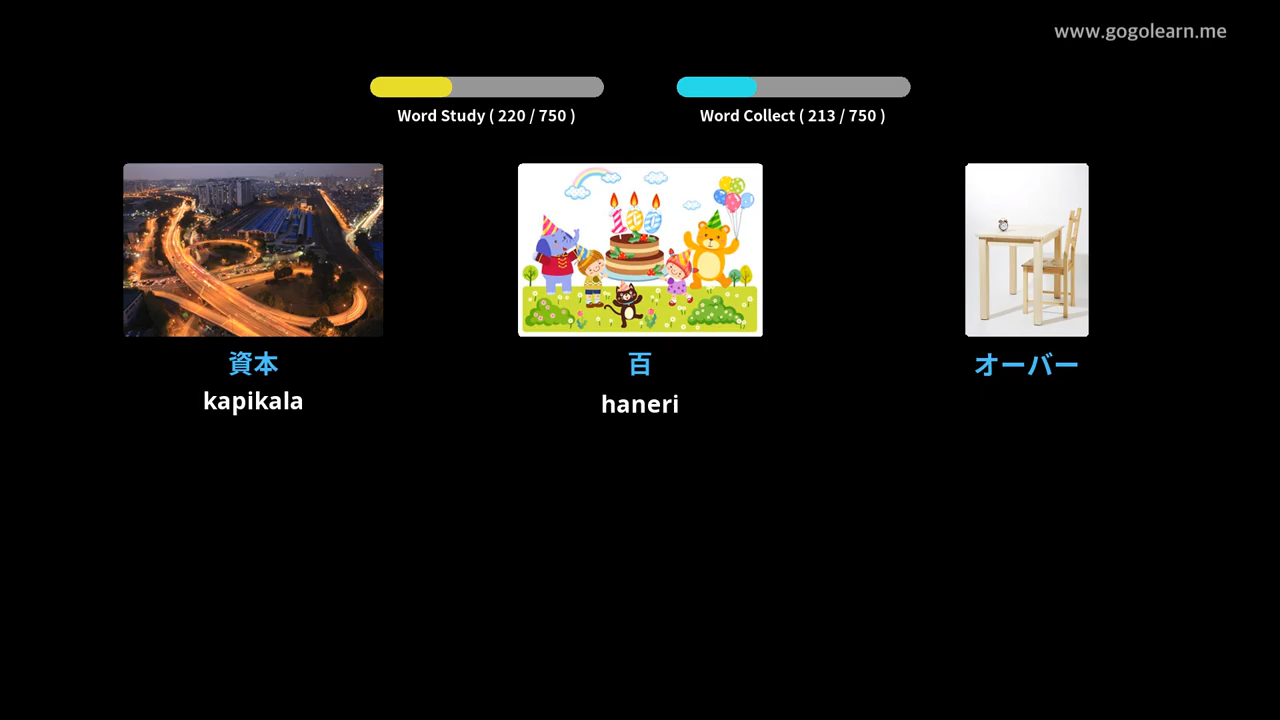 www.gogolearn.me
Word Study ( 220 / 750 )
Word Collect ( 213 / 750 )
100
資本
百
オーバー
kapikala
haneri